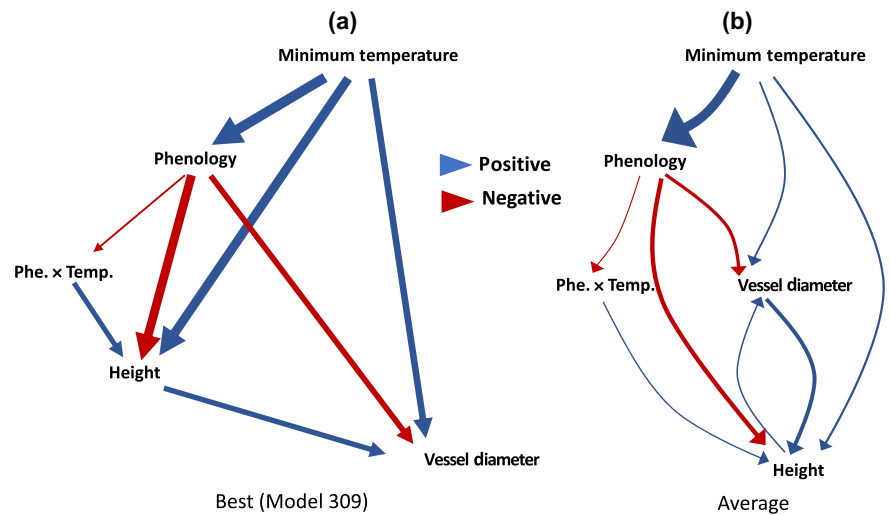 (a)
Minimum temperature
Phenology
Phe. × Temp.
Height
Vessel diameter
Best (Model 309)
Positive
Negative
(b)
Minimum temperature
Phenology
Phe. × Temp.
Vessel diameter
Height
Average